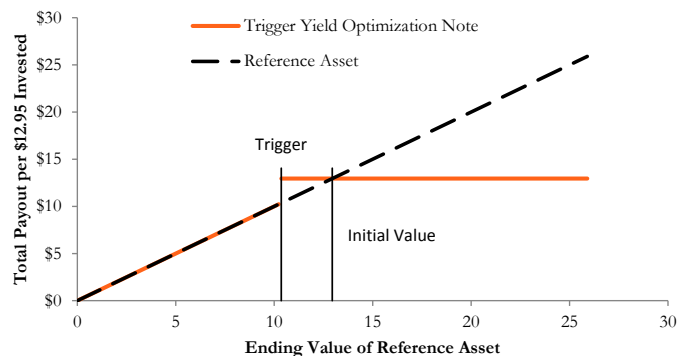 Trigger Yield Optimization Note
Reference Asset
Total Payout per $12.95 Invested
$30
$25
$20
$15
$10
$5
$0
Trigger
Initial Value
0
5
10
15
20
25
30
Ending Value of Reference Asset